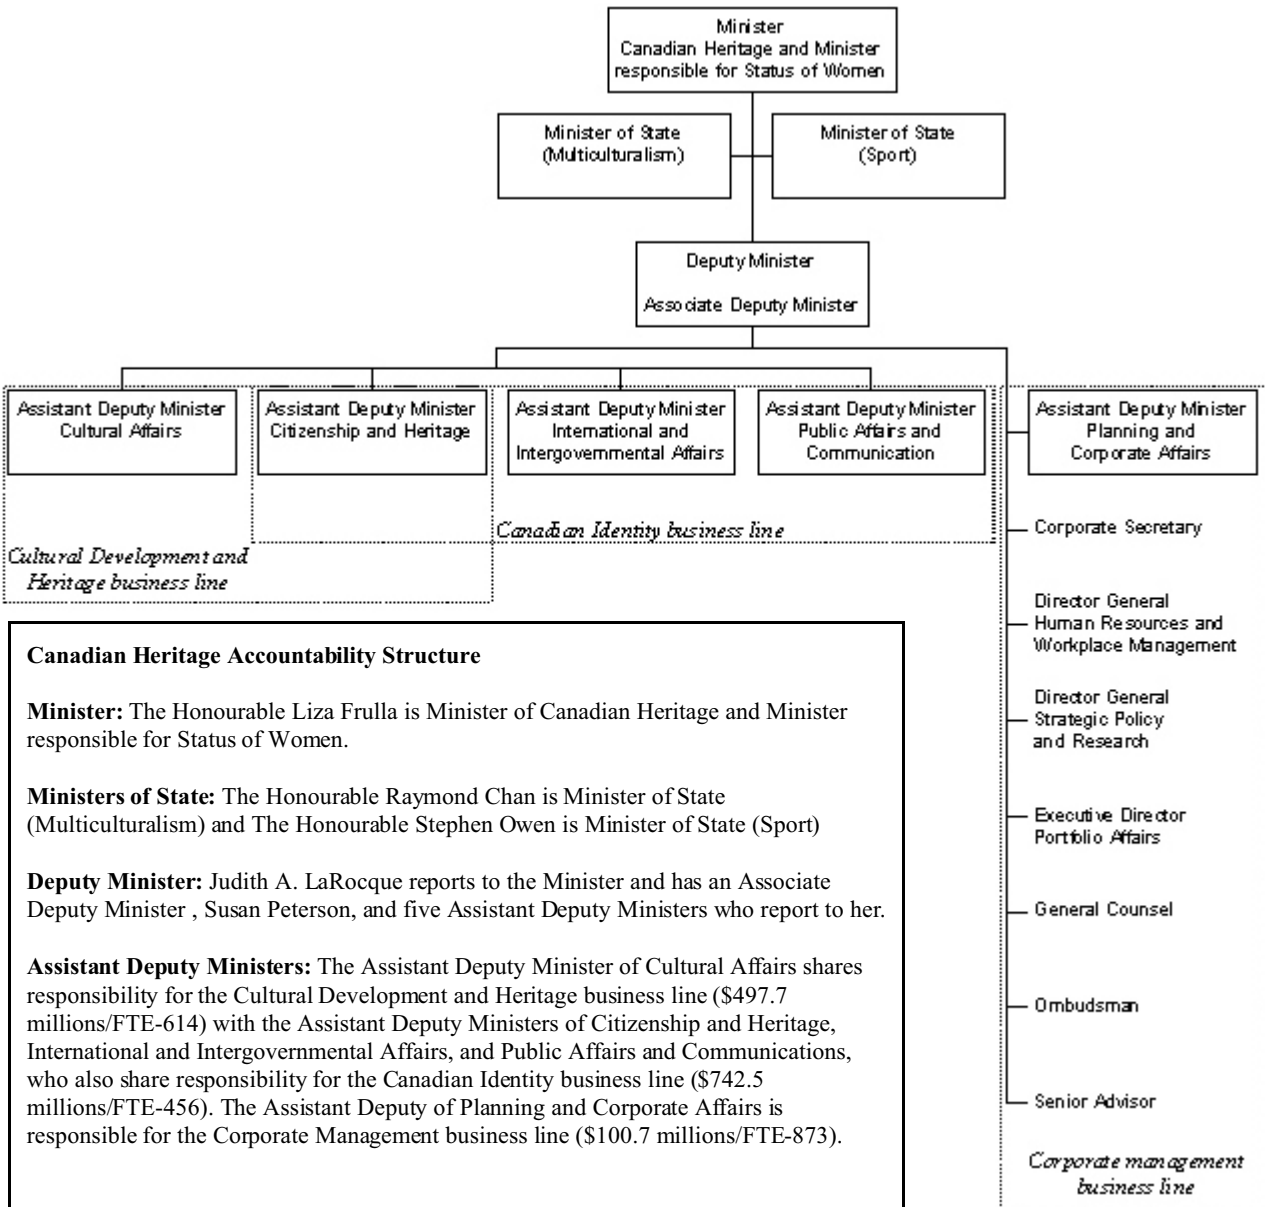 Minister
Canadian Heritage and Minister
responsible for Status of Women
Minister of State
(Multiculturalism)
Minister of State
(Sport)
Deputy Minister
Associate Deputy Minister
Assistant Deputy Minister
Cultural Affairs
Assistant Deputy Minister
Citizenship and Heritage
Assistant Deputy Minister
International and
Intergovernmental Affairs
Assistant Deputy Minister
Public Affairs and
Communication
Assistant Deputy Minister
Planning and
Corporate Affairs
Canadian Identity business line
Cultural Development and
Heritage business line
Corporate Secretary
Director General
Human Resources and
Workplace Management
Director General
Strategic Policy
and Research
Executive Director
Portfolio Affairs
General Counsel
Ombudsman
Senior Advisor
Corporate management
business line
Canadian Heritage Accountability Structure
Minister: The Honourable Liza Frulla is Minister of Canadian Heritage and Minister
responsible for Status of Women.
Ministers of State: The Honourable Raymond Chan is Minister of State
(Multiculturalism) and The Honourable Stephen Owen is Minister of State (Sport)
Deputy Minister: Judith A. LaRocque reports to the Minister and has an Associate
Deputy Minister , Susan Peterson, and five Assistant Deputy Ministers who report to her.
Assistant Deputy Ministers: The Assistant Deputy Minister of Cultural Affairs shares
responsibility for the Cultural Development and Heritage business line ($497.7
millions/FTE-614) with the Assistant Deputy Ministers of Citizenship and Heritage,
International and Intergovernmental Affairs, and Public Affairs and Communications,
who also share responsibility for the Canadian Identity business line ($742.5
millions/FTE-456). The Assistant Deputy of Planning and Corporate Affairs is
responsible for the Corporate Management business line ($100.7 millions/FTE-873).